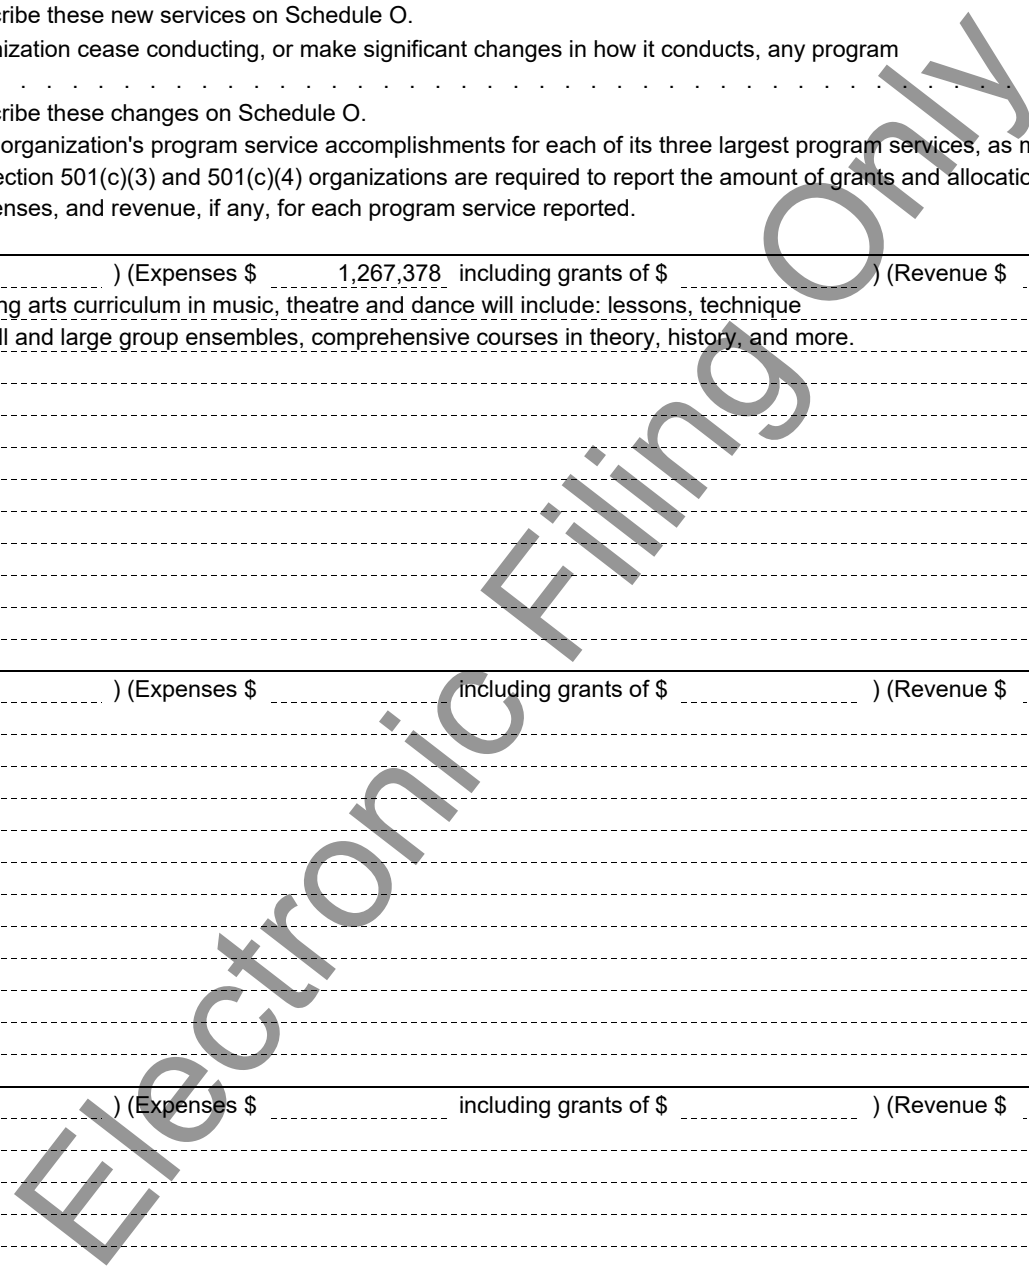 cribe these new services on Schedule O.
nization cease conducting, or make significant changes in how it conducts, any program
. . . . . . . . . . . . . . . . . . . . . . . . . . . . . . . . . . . . . . .
cribe these changes on Schedule O.
organization's program service accomplishments for each of its three largest program services, as m
ection 501(c)(3) and 501(c)(4) organizations are required to report the amount of grants and allocatio
enses, and revenue, if any, for each program service reported.
) (Expenses $ 1,267,378 including grants of $ ) (Revenue $
ng arts curriculum in music, theatre and dance will include: lessons, technique
ll and large group ensembles, comprehensive courses in theory, history, and more.
) (Expenses $ including grants of $ ) (Revenue $
) (Expenses $ including grants of $ ) (Revenue $
Electronic Filing Only